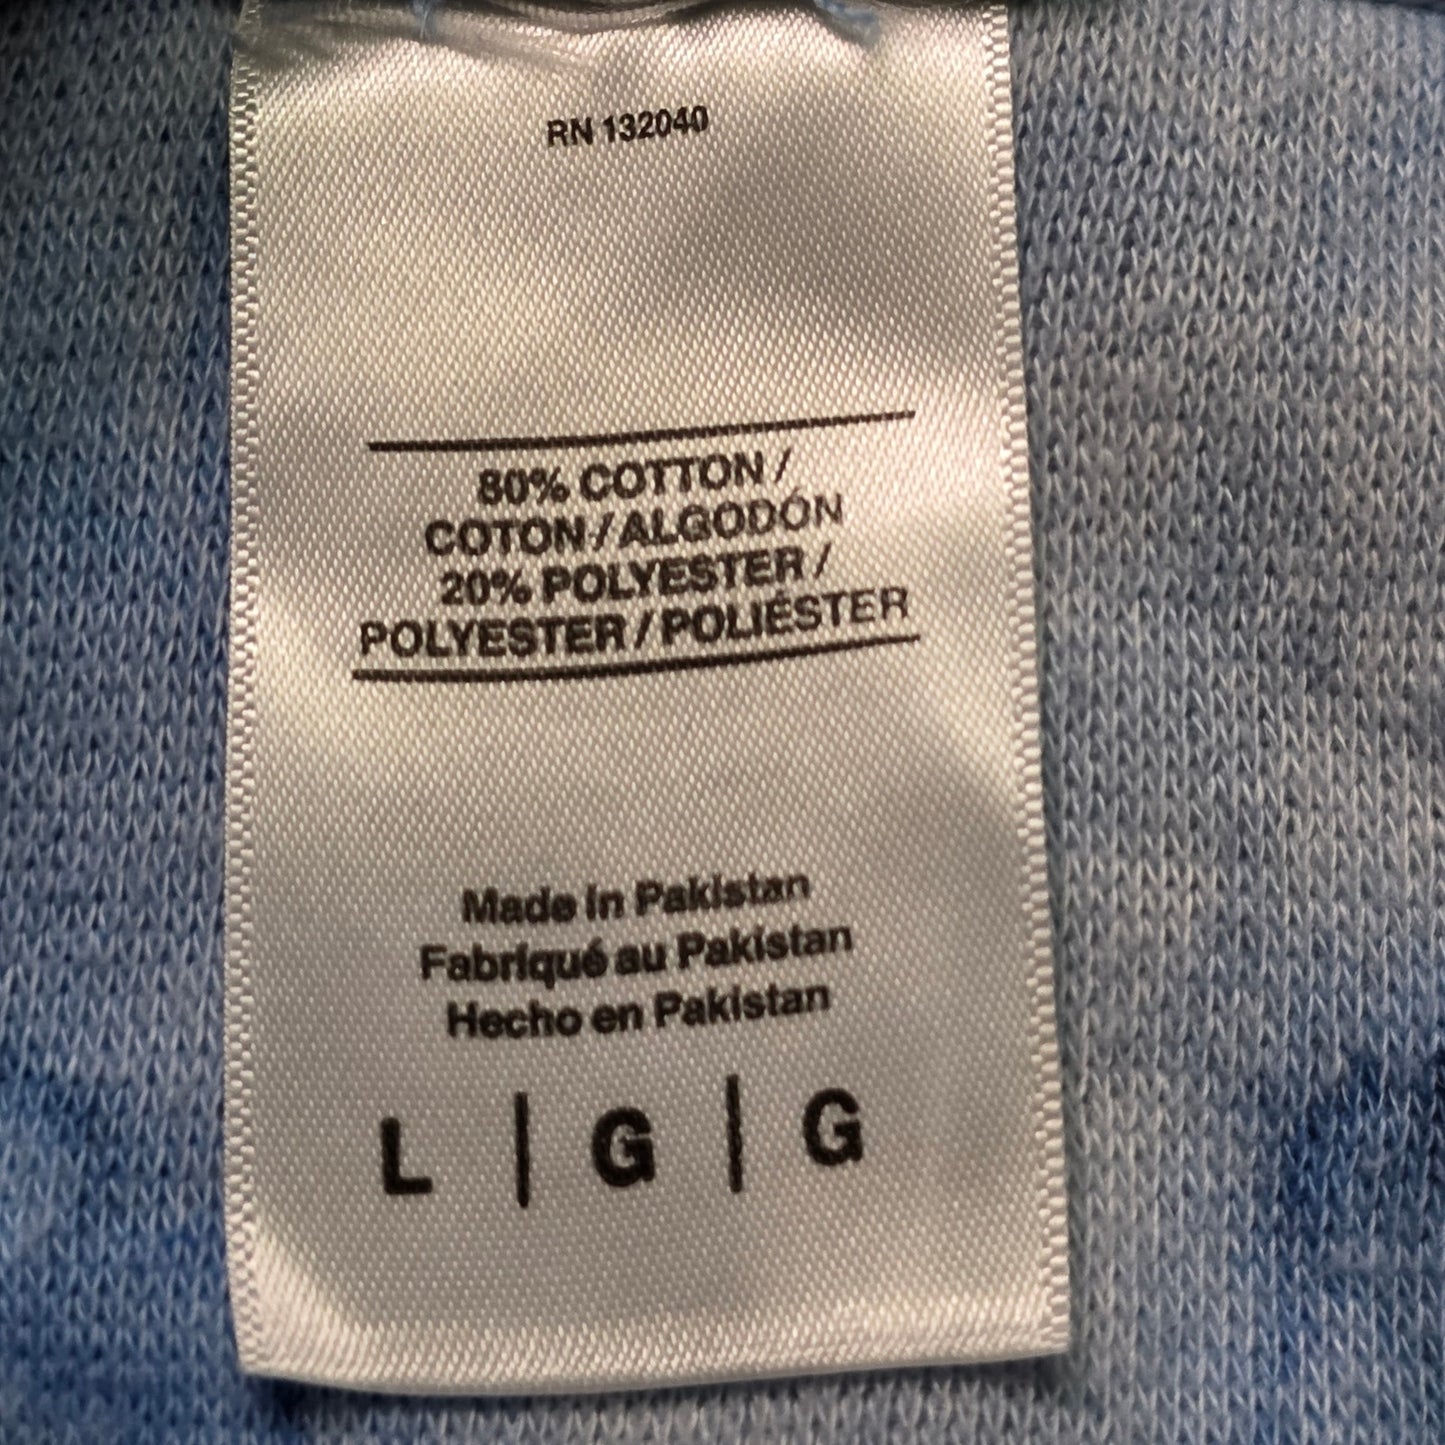 RN 132040
80% COTTON /
COTON / ALGODÓN
20% POLYESTER /
POLYESTER / POLIÉSTER
Made in Pakistan
Fabriqué au Pakistan
Hecho en Pakistan
L | G | G